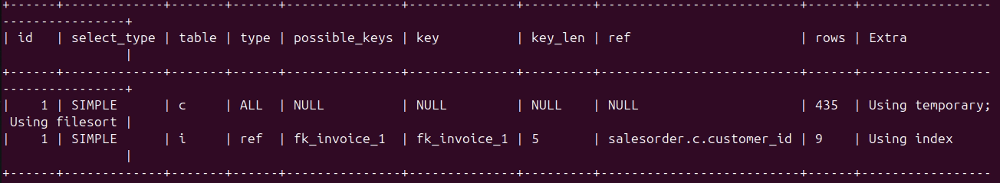 +------+-------------+-------+------+---------------+--------------+---------+--------------------------+------+-----------------
----------------+
| id   | select_type | table | type | possible_keys | key          | key_len | ref                      | rows | Extra
                |
+------+-------------+-------+------+---------------+--------------+---------+--------------------------+------+-----------------
----------------+
|    1 | SIMPLE      | c     | ALL  | NULL          | NULL         | NULL    | NULL                     | 435  | Using temporary;
 Using filesort |
|    1 | SIMPLE      | i     | ref  | fk_invoice_1  | fk_invoice_1 | 5       | salesorder.c.customer_id | 9    | Using index
                |
+------+-------------+-------+------+---------------+--------------+---------+--------------------------+------+-----------------